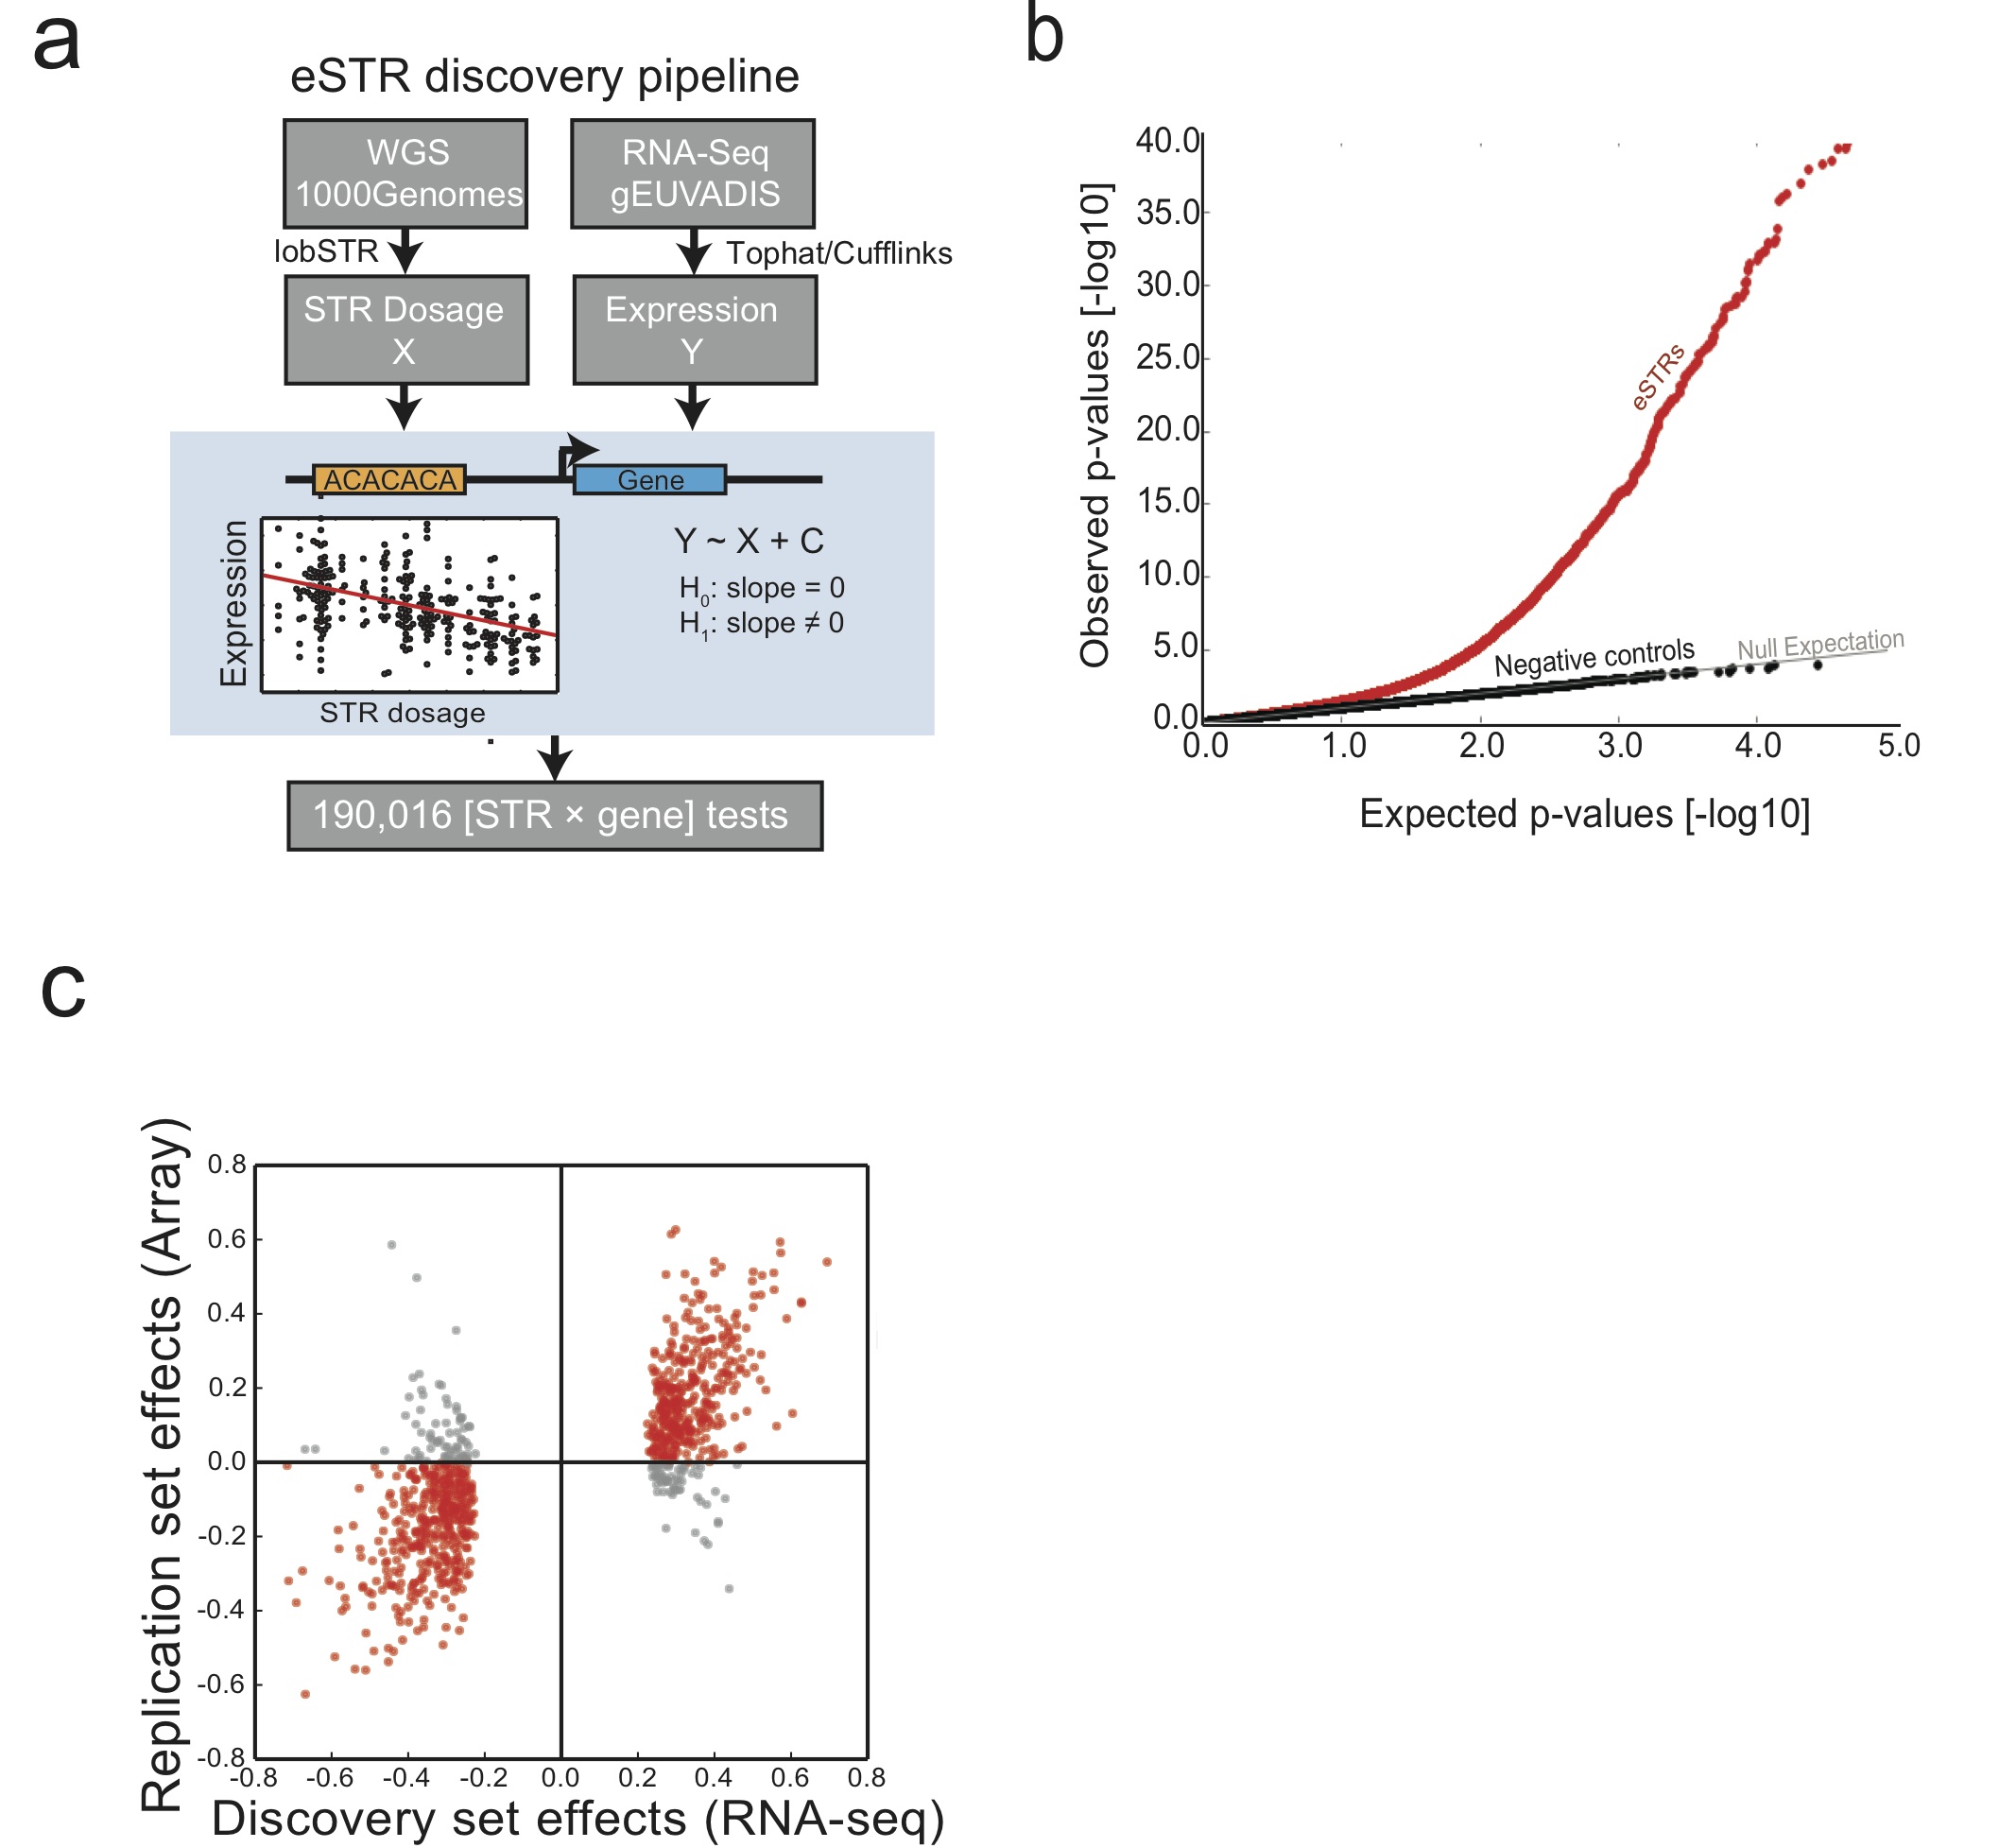 a
eSTR discovery pipeline
WGS
1000Genomes
RNA-Seq
gEUVADIS
lobSTR
Tophat/Cufflinks
STR Dosage
X
Expression
Y
ACACACA
Gene
Expression
STR dosage
Y ~ X + C
H0: slope = 0
H1: slope ≠ 0
190,016 [STR × gene] tests
b
Observed p-values [-log10]
40.0
35.0
30.0
25.0
20.0
15.0
10.0
5.0
0.0
eSTRs
Negative controls
Null Expectation
0.0 1.0 2.0 3.0 4.0 5.0
Expected p-values [-log10]
c
Replication set effects (Array)
0.8
0.6
0.4
0.2
0.0
-0.2
-0.4
-0.6
-0.8
-0.8 -0.6 -0.4 -0.2 0.0 0.2 0.4 0.6 0.8
Discovery set effects (RNA-seq)